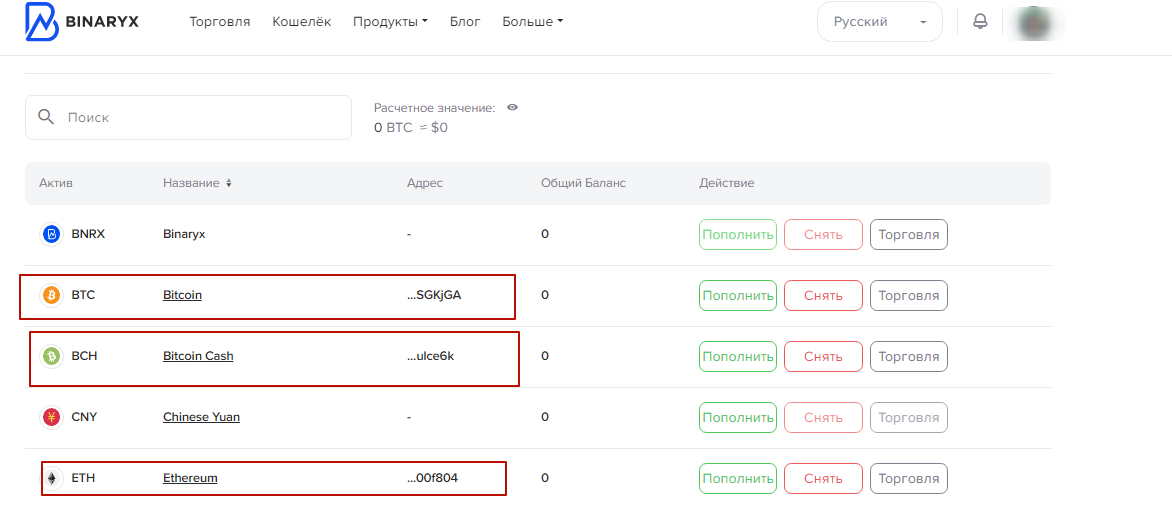 BINARYX Торговля Кошелёк Продукты Блог Больше Русский
Поиск
Расчетное значение:
0 BTC ≈ $0
Актив Название Адрес Общий Баланс Действие
BNRX Binaryx - 0 Пополнить Снять Торговля
BTC Bitcoin ...SGKjGA 0 Пополнить Снять Торговля
BCH Bitcoin Cash ...ulce6k 0 Пополнить Снять Торговля
CNY Chinese Yuan - 0 Пополнить Снять Торговля
ETH Ethereum ...00f804 0 Пополнить Снять Торговля